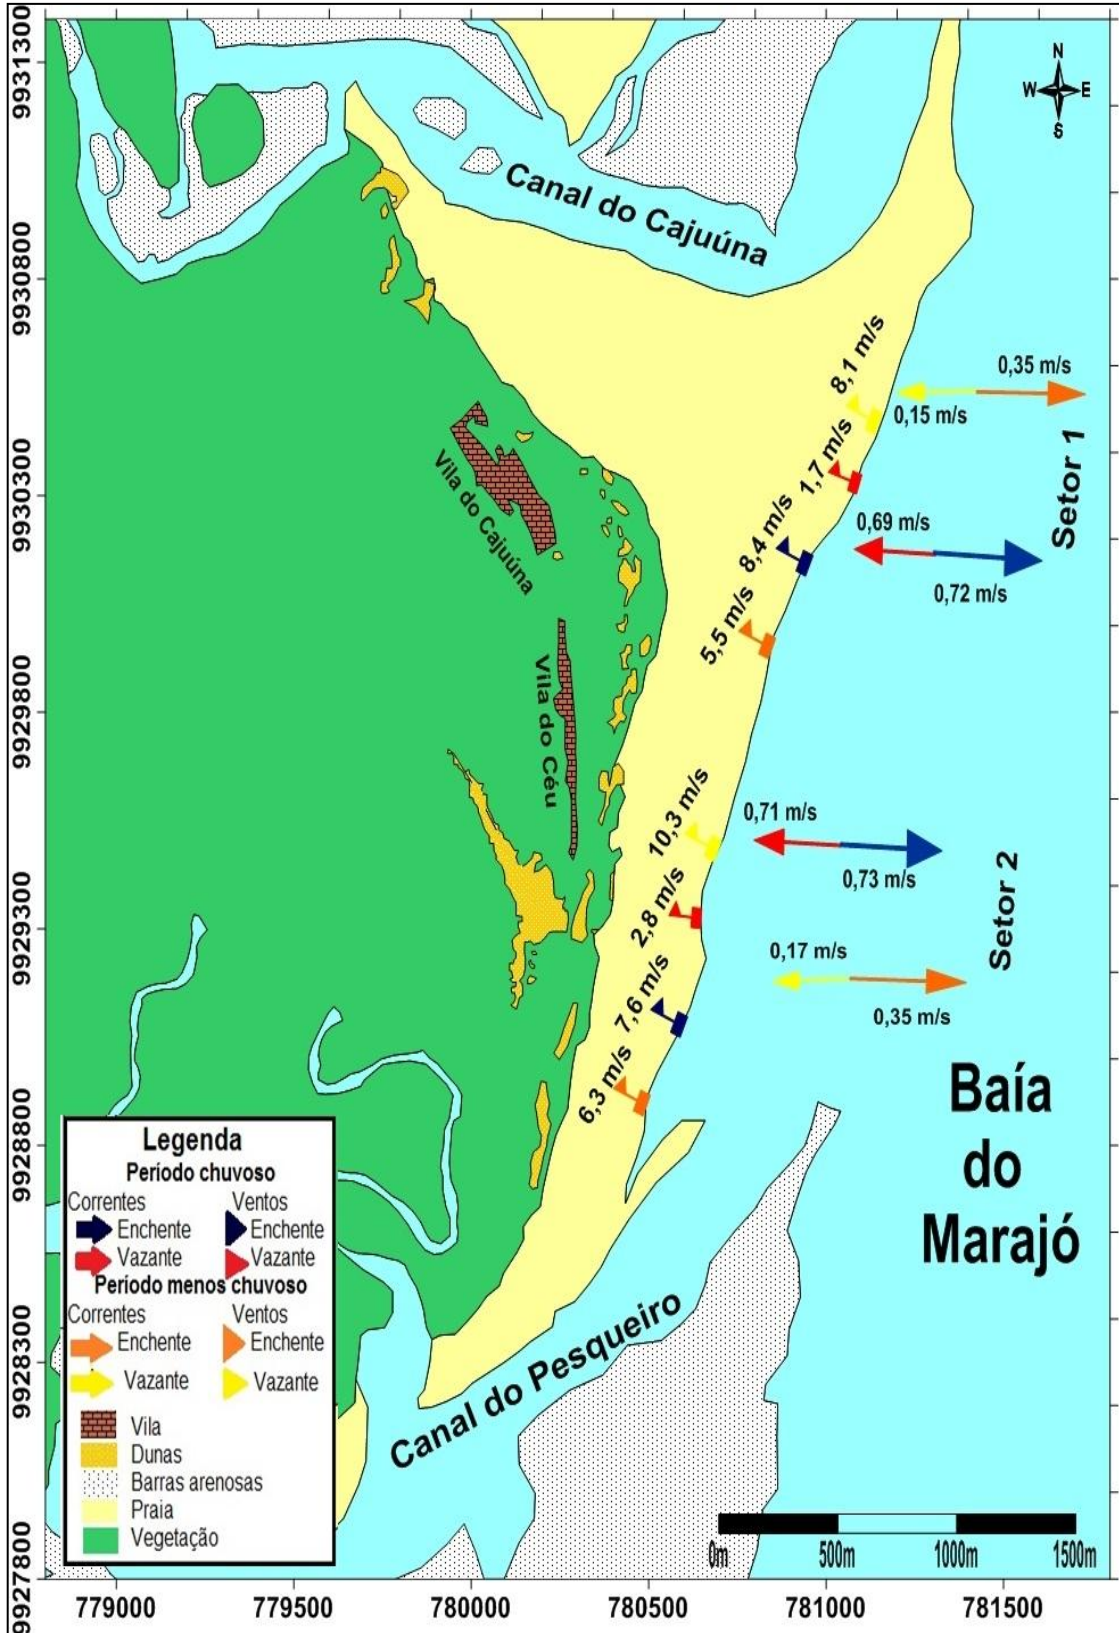 9931300
9930800
9930300
9929800
9929300
9928800
9928300
9927800
N
W
E
S
Canal do Cajuúna
8,1 m/s
0,35 m/s
0,15 m/s
1,7 m/s
Setor 1
Vila do Cajuúna
8,4 m/s
0,69 m/s
0,72 m/s
5,5 m/s
Vila do Céu
10,3 m/s
0,71 m/s
0,73 m/s
2,8 m/s
Setor 2
0,17 m/s
0,35 m/s
7,6 m/s
6,3 m/s
Baía
do
Marajó
Canal do Pesqueiro
Legenda
Período chuvoso
Correntes Ventos
Enchente Enchente
Vazante Vazante
Período menos chuvoso
Correntes Ventos
Enchente Enchente
Vazante Vazante
Vila
Dunas
Barras arenosas
Praia
Vegetação
0m 500m 1000m 1500m
779000 779500 780000 780500 781000 781500